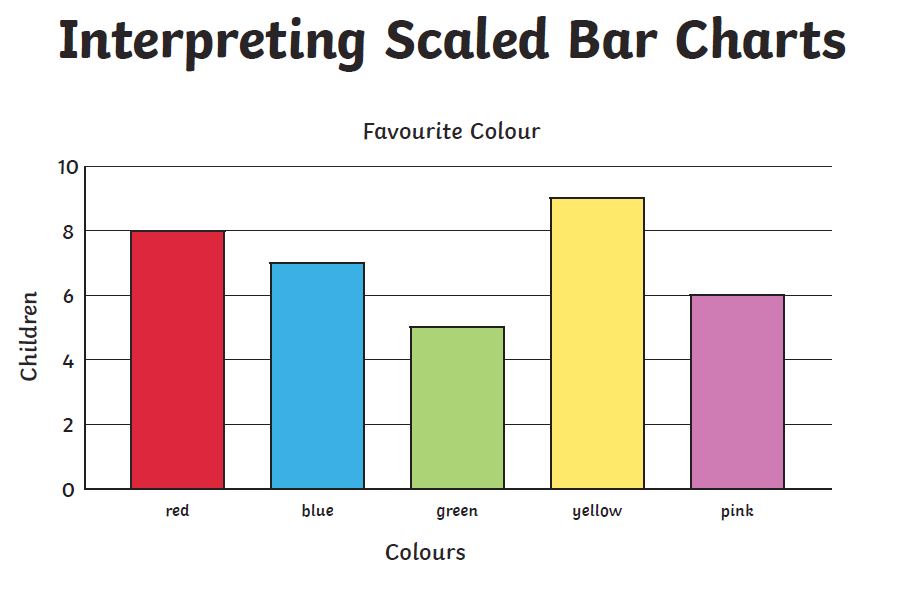 Interpreting Scaled Bar Charts
Favourite Colour
10
8
6
4
2
0
Children
red blue green yellow pink
Colours